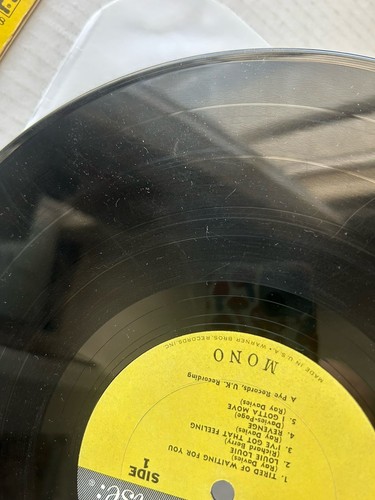 SIDE
1
1. TIRED OF WAITING FOR YOU
(Ray Davies)
2. LOUIE LOUIE
(Richard Berry)
3. I'VE GOT THAT FEELING
(Ray Davies)
4. REVENGE
(Davies-Page)
5. I GOTTA MOVE
(Ray Davies)
A Pye Records, U.K. Recording
MONO
MADE IN U.S.A. • WARNER BROS. RECORDS INC.